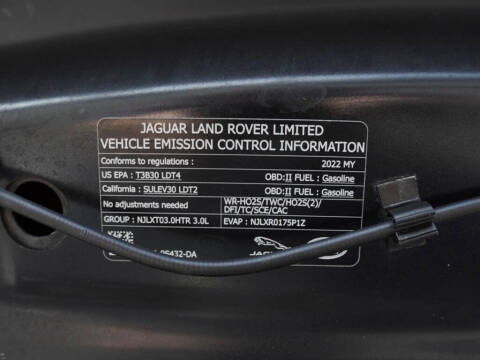 JAGUAR LAND ROVER LIMITED
VEHICLE EMISSION CONTROL INFORMATION
Conforms to regulations : 2022 MY
US EPA : T3B30 LDT4 OBD:II FUEL : Gasoline
California : SULEV30 LDT2 OBD:II FUEL : Gasoline
No adjustments needed WR-HO2S/TWC/HO2S(2)/
DFI/TC/SCE/CAC
GROUP : NJLXT03.0HTR 3.0L EVAP : NJLXR0175P1Z